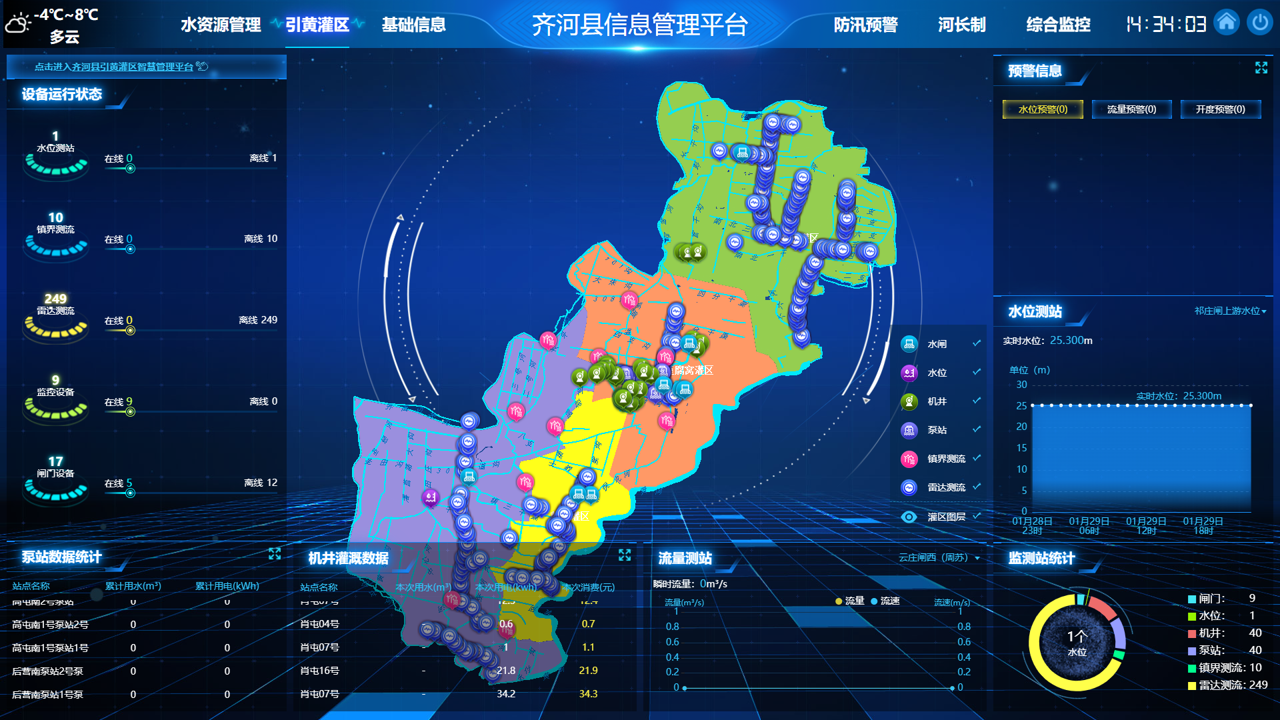 -4℃~8℃
多云
水资源管理
引黄灌区
基础信息
齐河县信息管理平台
防汛预警
河长制
综合监控
14:34:03
点击进入齐河县引黄灌区智慧管理平台
设备运行状态
1
水位测站
在线 0
离线 1
10
镇界测流
在线 0
离线 10
249
雷达测流
在线 0
离线 249
9
监控设备
在线 9
离线 0
17
闸门设备
在线 5
离线 12
预警信息
水位预警(0)
流量预警(0)
开度预警(0)
水位测站
祁庄闸上游水位
实时水位：25.300m
单位（m）
实时水位：25.300m
30
25
20
15
10
5
0
01月28日 23时
01月29日 06时
01月29日 12时
01月29日 18时
水闸
水位
机井
泵站
镇界测流
雷达测流
灌区图层
泵站数据统计
站点名称 累计用水(m³) 累计用电(kWh)
高屯南2号泵站 0 0
高屯南1号泵站2号 0 0
高屯南1号泵站1号 0 0
后营南泵站2号泵 0 0
后营南泵站1号泵 0 0
机井灌溉数据
站点名称 本次用水(m³) 本次用电(kwh) 本次消费(元)
肖屯07号 - 12.3 12.4
肖屯04号 0.6 0.7
肖屯07号 1 1.1
肖屯16号 - 21.8 21.9
肖屯07号 - 34.2 34.3
流量测站
云庄闸西（周苏）
瞬时流量：0m³/s
流量(m³/s)
流量
流速
流速(m/s)
1 1
0.8 0.8
0.6 0.6
0.4 0.4
0.2 0.2
0 0
监测站统计
1个
水位
闸门： 9
水位： 1
机井： 40
泵站： 40
镇界测流：10
雷达测流：249